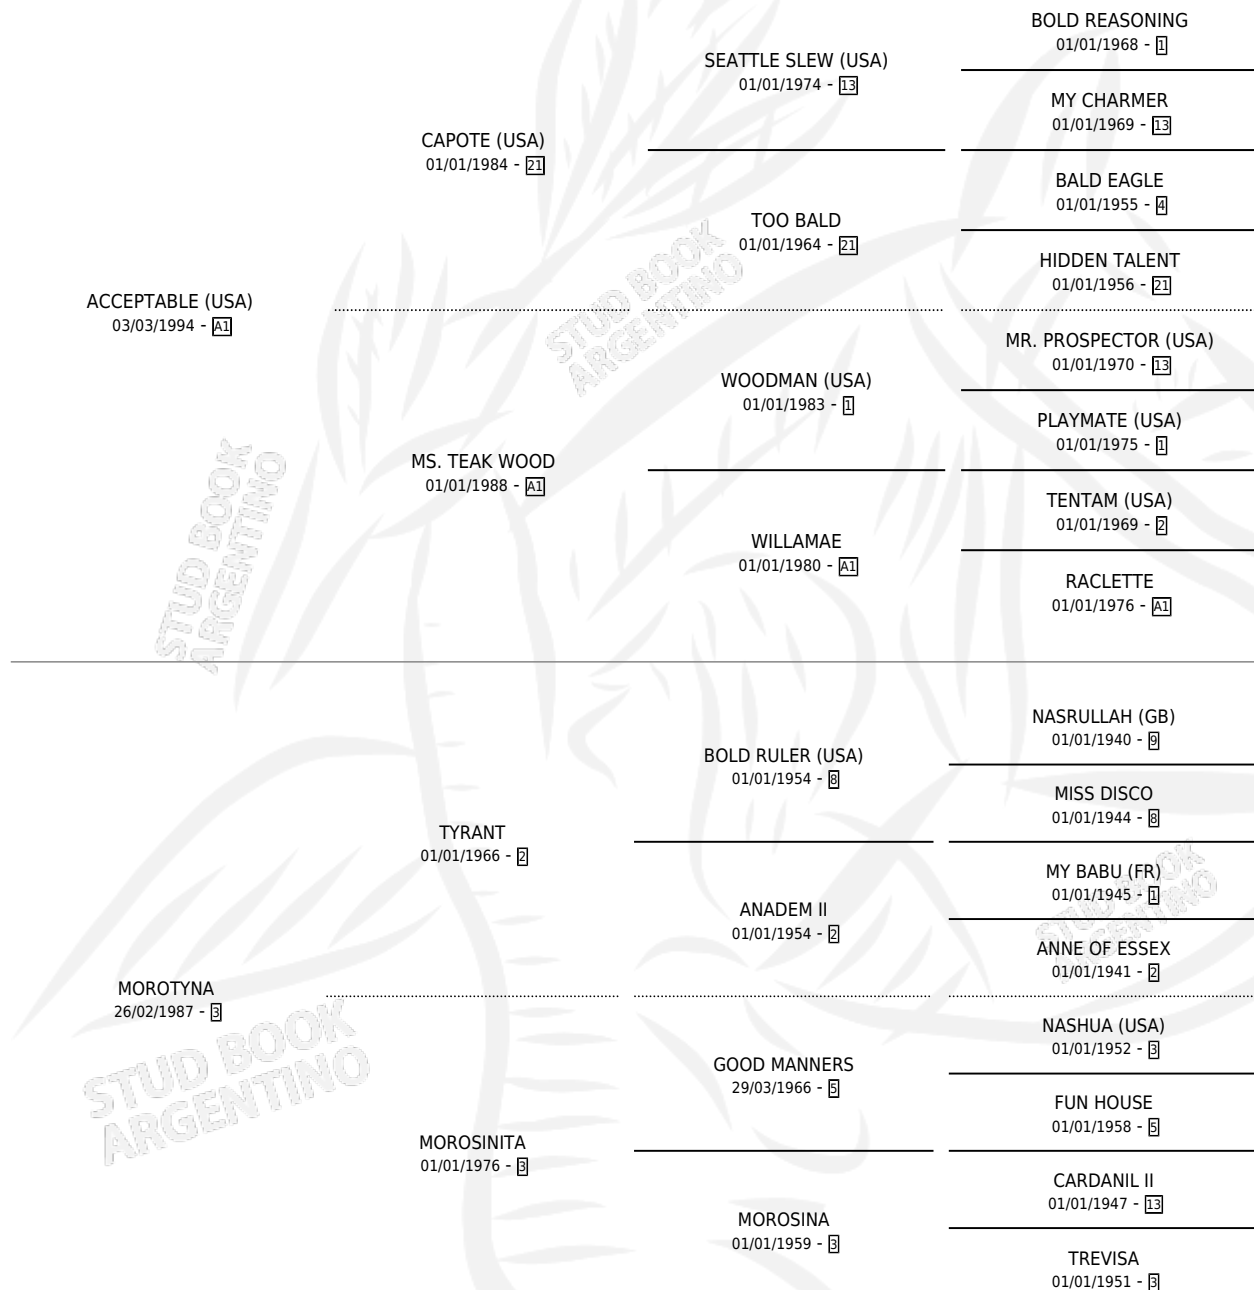 BOLD REASONING
01/01/1968 - 1
SEATTLE SLEW (USA)
01/01/1974 - 13
MY CHARMER
01/01/1969 - 13
CAPOTE (USA)
01/01/1984 - 21
BALD EAGLE
01/01/1955 - 4
TOO BALD
01/01/1964 - 21
HIDDEN TALENT
01/01/1956 - 21
ACCEPTABLE (USA)
03/03/1994 - A1
STUD BOOK
ARGENTINO
MR. PROSPECTOR (USA)
01/01/1970 - 13
WOODMAN (USA)
01/01/1983 - 1
PLAYMATE (USA)
01/01/1975 - 1
MS. TEAK WOOD
01/01/1988 - A1
TENTAM (USA)
01/01/1969 - 2
WILLAMAE
01/01/1980 - A1
RACLETTE
01/01/1976 - A1
STUD BOOK
ARGENTINO
NASRULLAH (GB)
01/01/1940 - 9
BOLD RULER (USA)
01/01/1954 - 8
MISS DISCO
01/01/1944 - 8
TYRANT
01/01/1966 - 2
MY BABU (FR)
01/01/1945 - 1
ANADEM II
01/01/1954 - 2
ANNE OF ESSEX
01/01/1941 - 2
STUD BOOK
ARGENTINO
MOROTYNA
26/02/1987 - 3
NASHUA (USA)
01/01/1952 - 3
GOOD MANNERS
29/03/1966 - 5
FUN HOUSE
01/01/1958 - 5
STUD BOOK
ARGENTINO
MOROSINITA
01/01/1976 - 3
CARDANIL II
01/01/1947 - 13
MOROSINA
01/01/1959 - 3
TREVISA
01/01/1951 - 3